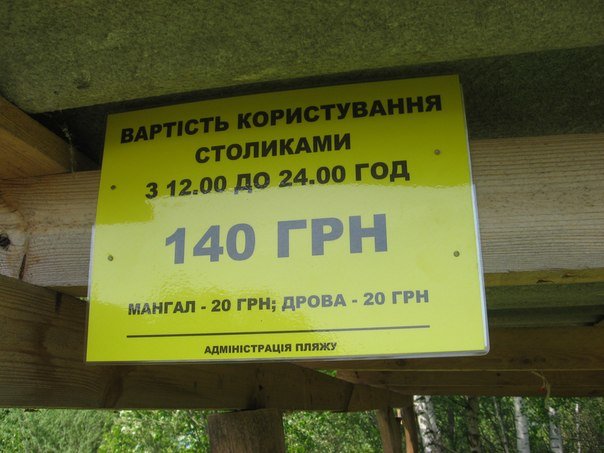 ВАРТІСТЬ КОРИСТУВАННЯ
СТОЛИКАМИ
З 12.00 ДО 24.00 ГОД
140 ГРН
МАНГАЛ - 20 ГРН; ДРОВА - 20 ГРН
АДМІНІСТРАЦІЯ ПЛЯЖУ